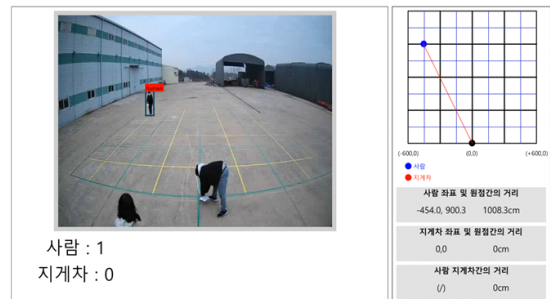 사람 : 1
지게차 : 0
(-600,0)
(0,0)
(+600,0)
사람
지게차
사람 좌표 및 원점간의 거리
-454.0, 900.3 1008.3cm
지게차 좌표 및 원점간의 거리
0,0 0cm
사람 지게차간의 거리
(/) 0cm